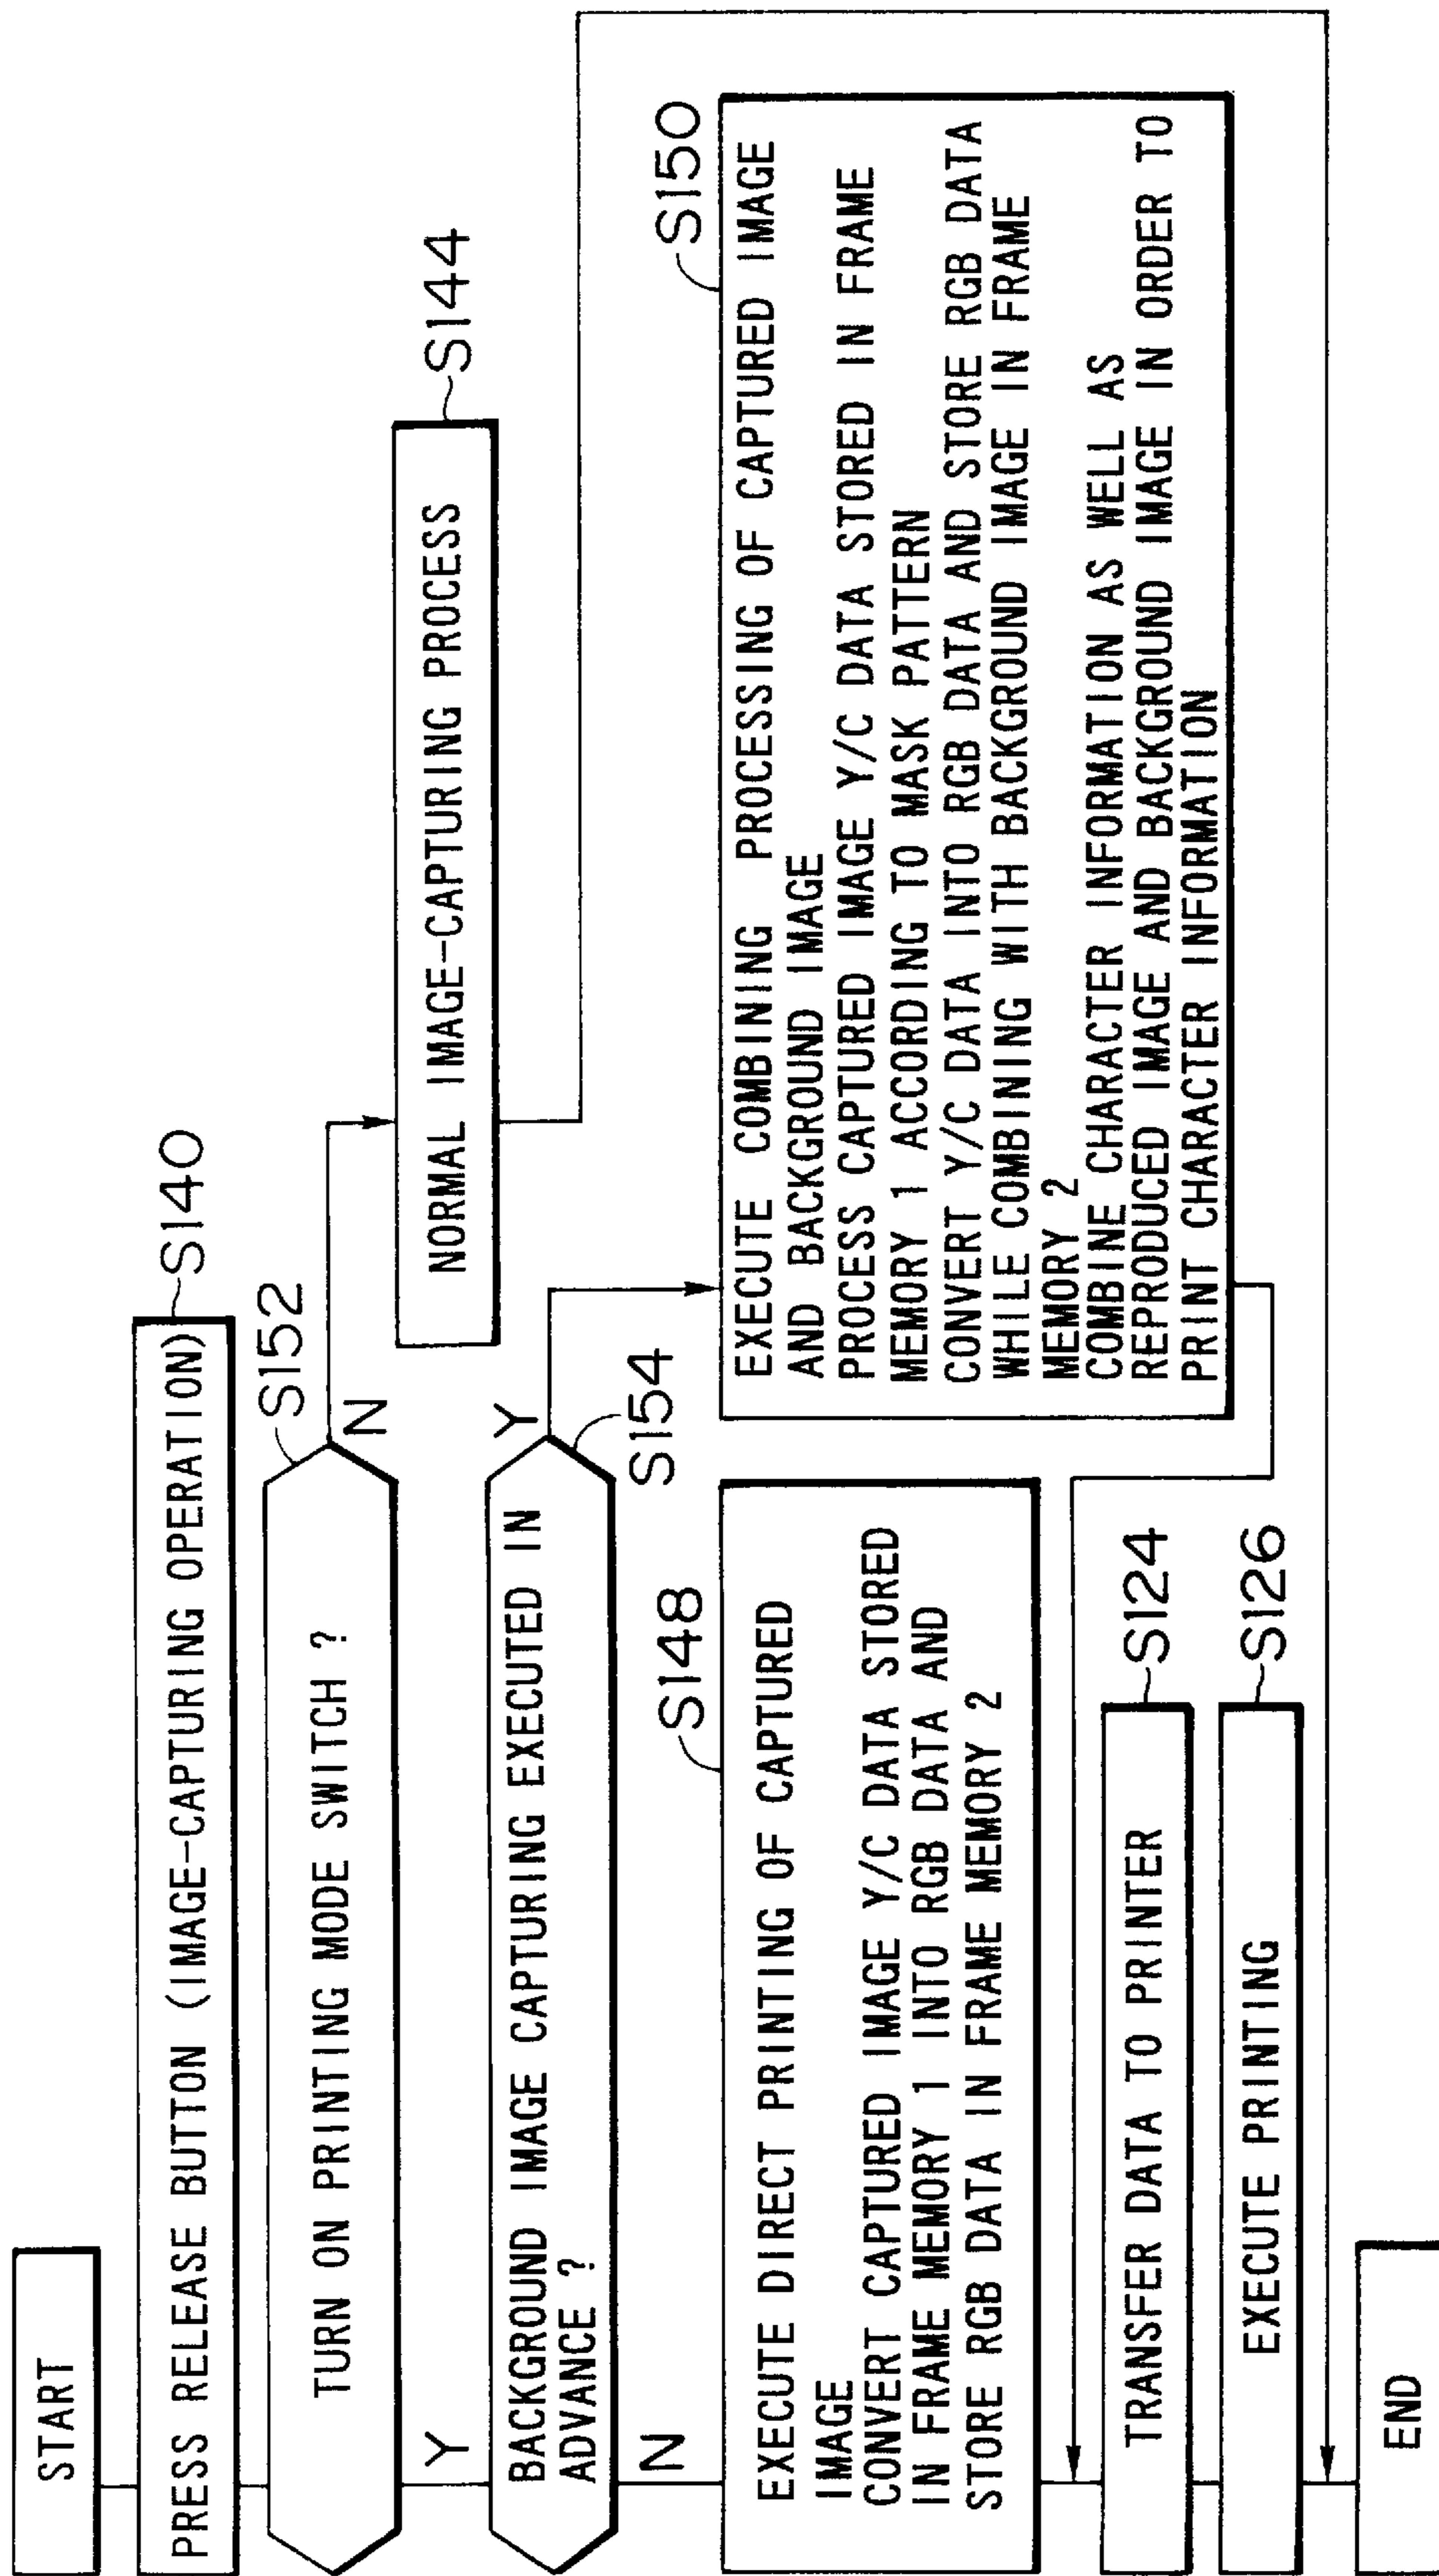 START
PRESS RELEASE BUTTON (IMAGE-CAPTURING OPERATION)
S140
S152
TURN ON PRINTING MODE SWITCH ?
N
Y
NORMAL IMAGE-CAPTURING PROCESS
S144
BACKGROUND IMAGE CAPTURING EXECUTED IN
ADVANCE ?
Y
S154
N
S148
EXECUTE DIRECT PRINTING OF CAPTURED
IMAGE
CONVERT CAPTURED IMAGE Y/C DATA STORED
IN FRAME MEMORY 1 INTO RGB DATA AND
STORE RGB DATA IN FRAME MEMORY 2
S150
EXECUTE COMBINING PROCESSING OF CAPTURED IMAGE
AND BACKGROUND IMAGE
PROCESS CAPTURED IMAGE Y/C DATA STORED IN FRAME
MEMORY 1 ACCORDING TO MASK PATTERN
CONVERT Y/C DATA INTO RGB DATA AND STORE RGB DATA
WHILE COMBINING WITH BACKGROUND IMAGE IN FRAME
MEMORY 2
COMBINE CHARACTER INFORMATION AS WELL AS
REPRODUCED IMAGE AND BACKGROUND IMAGE IN ORDER TO
PRINT CHARACTER INFORMATION
TRANSFER DATA TO PRINTER
S124
EXECUTE PRINTING
S126
END